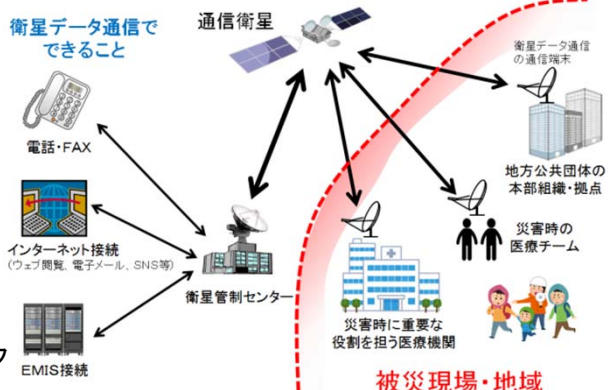 衛星データ通信で
できること
通信衛星
衛星データ通信
の通信端末
電話・FAX
地方公共団体の
本部組織・拠点
インターネット接続
(ウェブ閲覧、電子メール、SNS等)
災害時の
医療チーム
衛星管制センター
災害時に重要な
役割を担う医療機関
EMIS接続
被災現場・地域